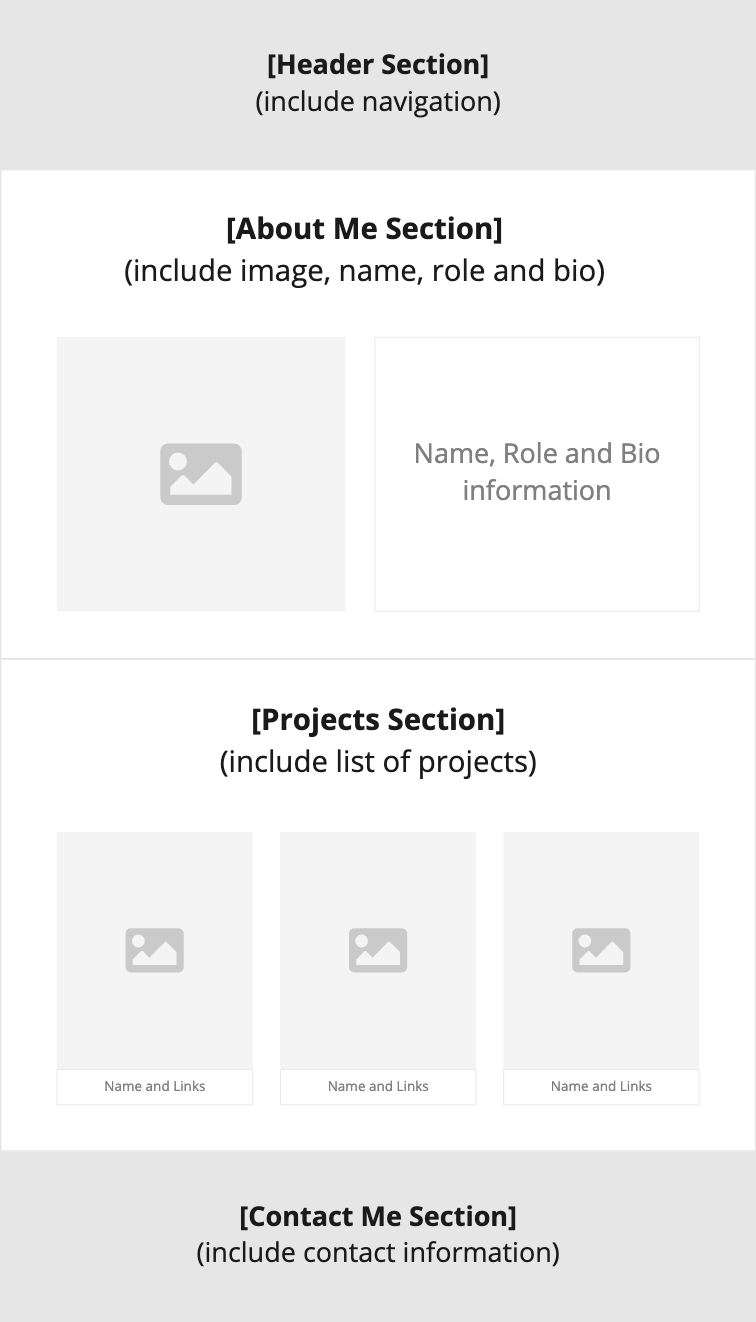 [Header Section]
(include navigation)
[About Me Section]
(include image, name, role and bio)
Name, Role and Bio
information
[Projects Section]
(include list of projects)
Name and Links
Name and Links
Name and Links
[Contact Me Section]
(include contact information)